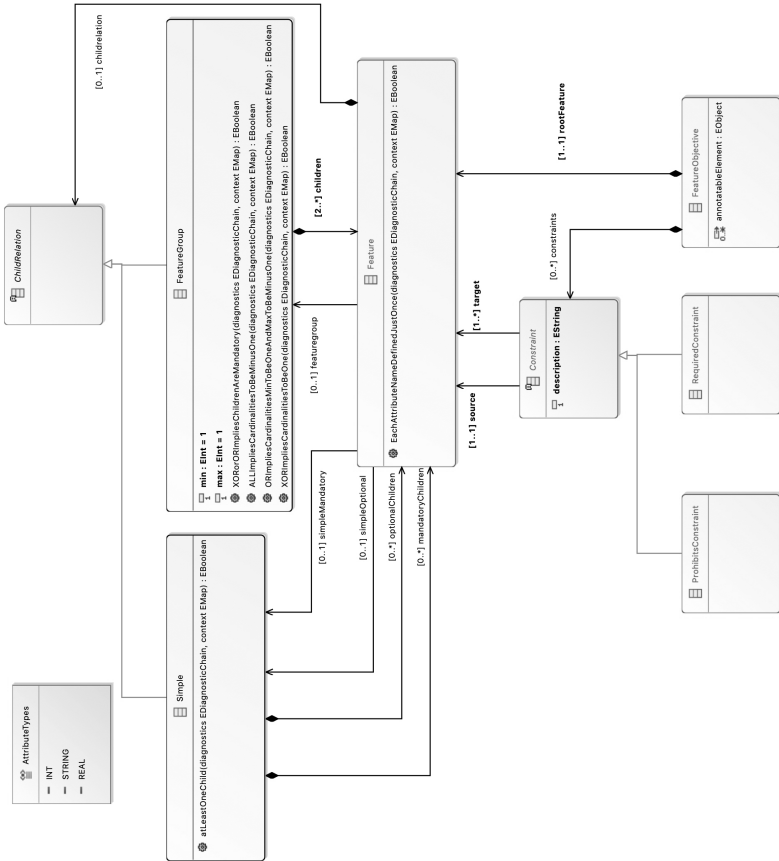 AttributeTypes
INT
STRING
REAL
ChildRelation
[0..1] childrelation
Simple
atLeastOneChild(diagnostics EDiagnosticChain, context EMap) : EBoolean
FeatureGroup
1 min : EInt = 1
1 max : EInt = 1
XORorORImpliesChildrenAreMandatory(diagnostics EDiagnosticChain, context EMap) : EBoolean
ALLImpliesCardinalitiesToBeMinusOne(diagnostics EDiagnosticChain, context EMap) : EBoolean
ORImpliesCardinalitiesMinToBeOneAndMaxToBeMinusOne(diagnostics EDiagnosticChain, context EMap) : EBoolean
XORImpliesCardinalitiesToBeOne(diagnostics EDiagnosticChain, context EMap) : EBoolean
[0..1] simpleMandatory
[0..1] simpleOptional
[0..*] optionalChildren
[0..*] mandatoryChildren
[0..1] featuregroup
[2..*] children
Feature
EachAttributeNameDefinedJustOnce(diagnostics EDiagnosticChain, context EMap) : EBoolean
[1..1] source
[1..*] target
[1..1] rootFeature
Constraint
1 description : EString
[0..*] constraints
ProhibitsConstraint
RequiredConstraint
FeatureObjective
0..* annotatableElement : EObject